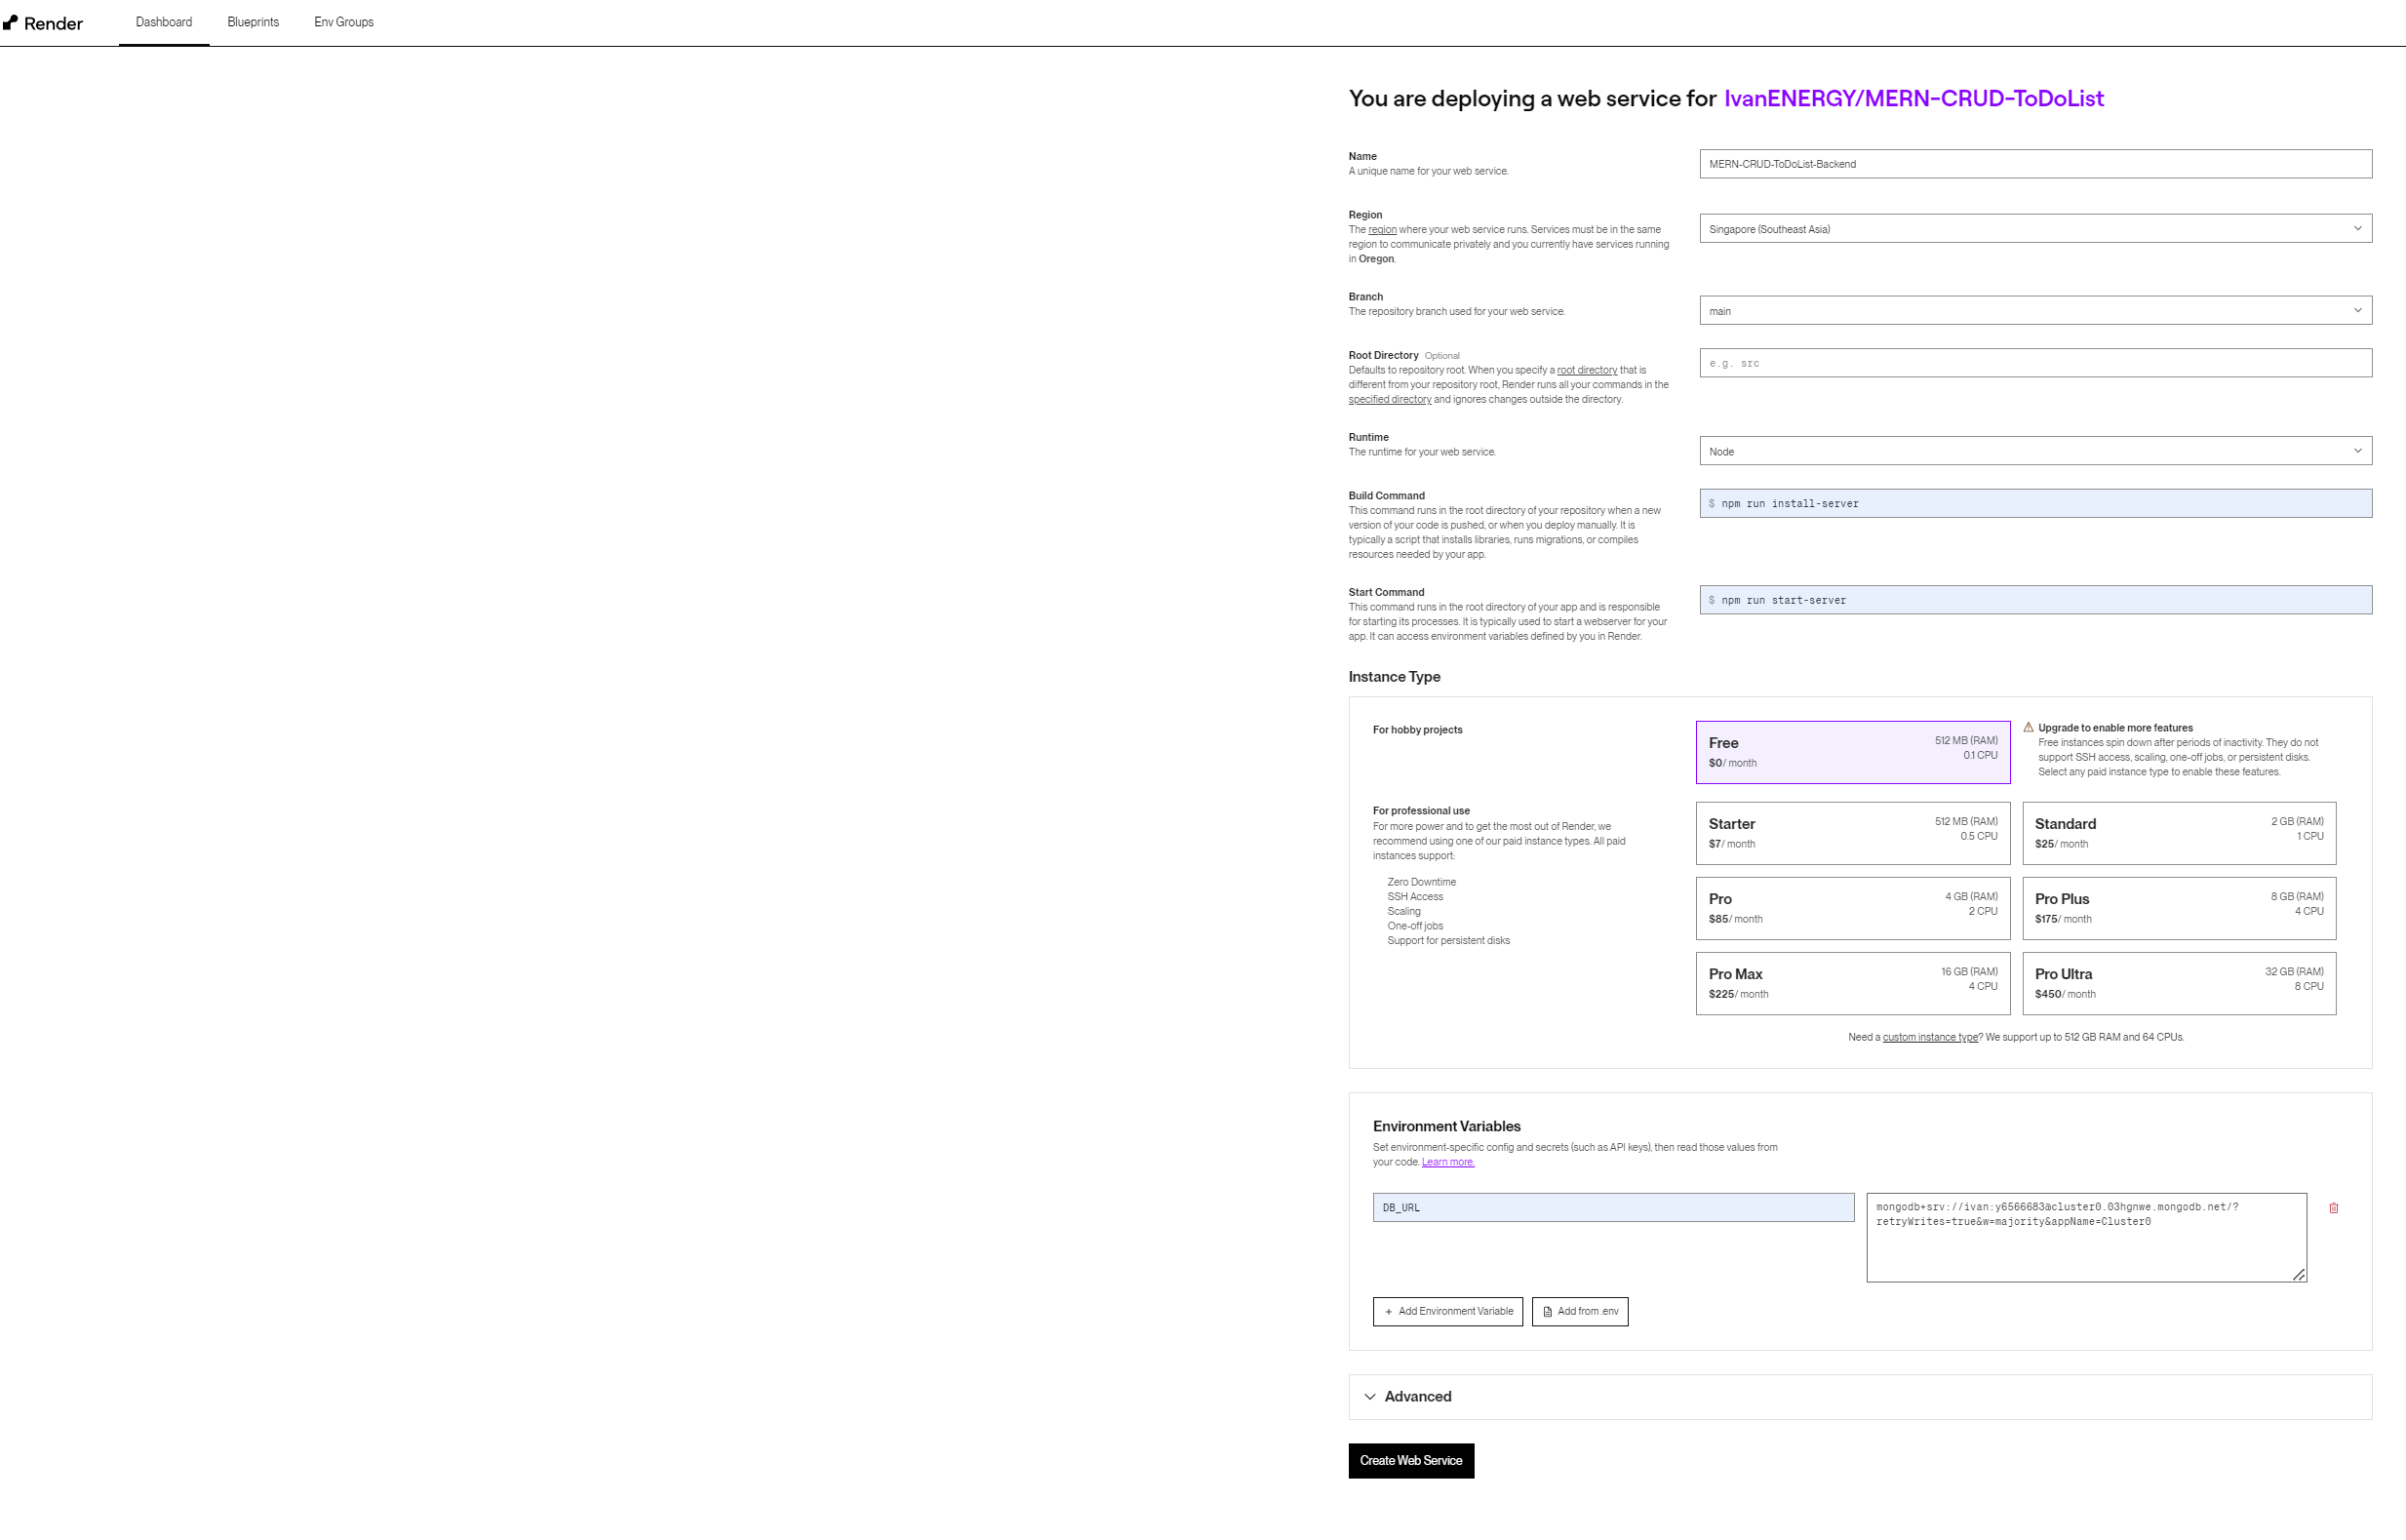 Render
Dashboard
Blueprints
Env Groups
You are deploying a web service for IvanENERGY/MERN-CRUD-ToDoList
Name
A unique name for your web service.
MERN-CRUD-ToDoList-Backend
Region
The region where your web service runs. Services must be in the same
region to communicate privately and you currently have services running
in Oregon.
Singapore (Southeast Asia)
Branch
The repository branch used for your web service.
main
Root Directory Optional
Defaults to repository root. When you specify a root directory that is
different from your repository root, Render runs all your commands in the
specified directory and ignores changes outside the directory.
e.g. src
Runtime
The runtime for your web service.
Node
Build Command
This command runs in the root directory of your repository when a new
version of your code is pushed, or when you deploy manually. It is
typically a script that installs libraries, runs migrations, or compiles
resources needed by your app.
$ npm run install-server
Start Command
This command runs in the root directory of your app and is responsible
for starting its processes. It is typically used to start a webserver for your
app. It can access environment variables defined by you in Render.
$ npm run start-server
Instance Type
For hobby projects
Free
$0/ month
512 MB (RAM)
0.1 CPU
Upgrade to enable more features
Free instances spin down after periods of inactivity. They do not
support SSH access, scaling, one-off jobs, or persistent disks.
Select any paid instance type to enable these features.
For professional use
For more power and to get the most out of Render, we
recommend using one of our paid instance types. All paid
instances support:
Zero Downtime
SSH Access
Scaling
One-off jobs
Support for persistent disks
Starter
$7/ month
512 MB (RAM)
0.5 CPU
Standard
$25/ month
2 GB (RAM)
1 CPU
Pro
$85/ month
4 GB (RAM)
2 CPU
Pro Plus
$175/ month
8 GB (RAM)
4 CPU
Pro Max
$225/ month
16 GB (RAM)
4 CPU
Pro Ultra
$450/ month
32 GB (RAM)
8 CPU
Need a custom instance type? We support up to 512 GB RAM and 64 CPUs.
Environment Variables
Set environment-specific config and secrets (such as API keys), then read those values from
your code. Learn more.
DB_URL
mongodb+srv://ivan:y6566683@cluster0.03hgnwe.mongodb.net/?
retryWrites=true&w=majority&appName=Cluster0
+ Add Environment Variable
Add from .env
Advanced
Create Web Service